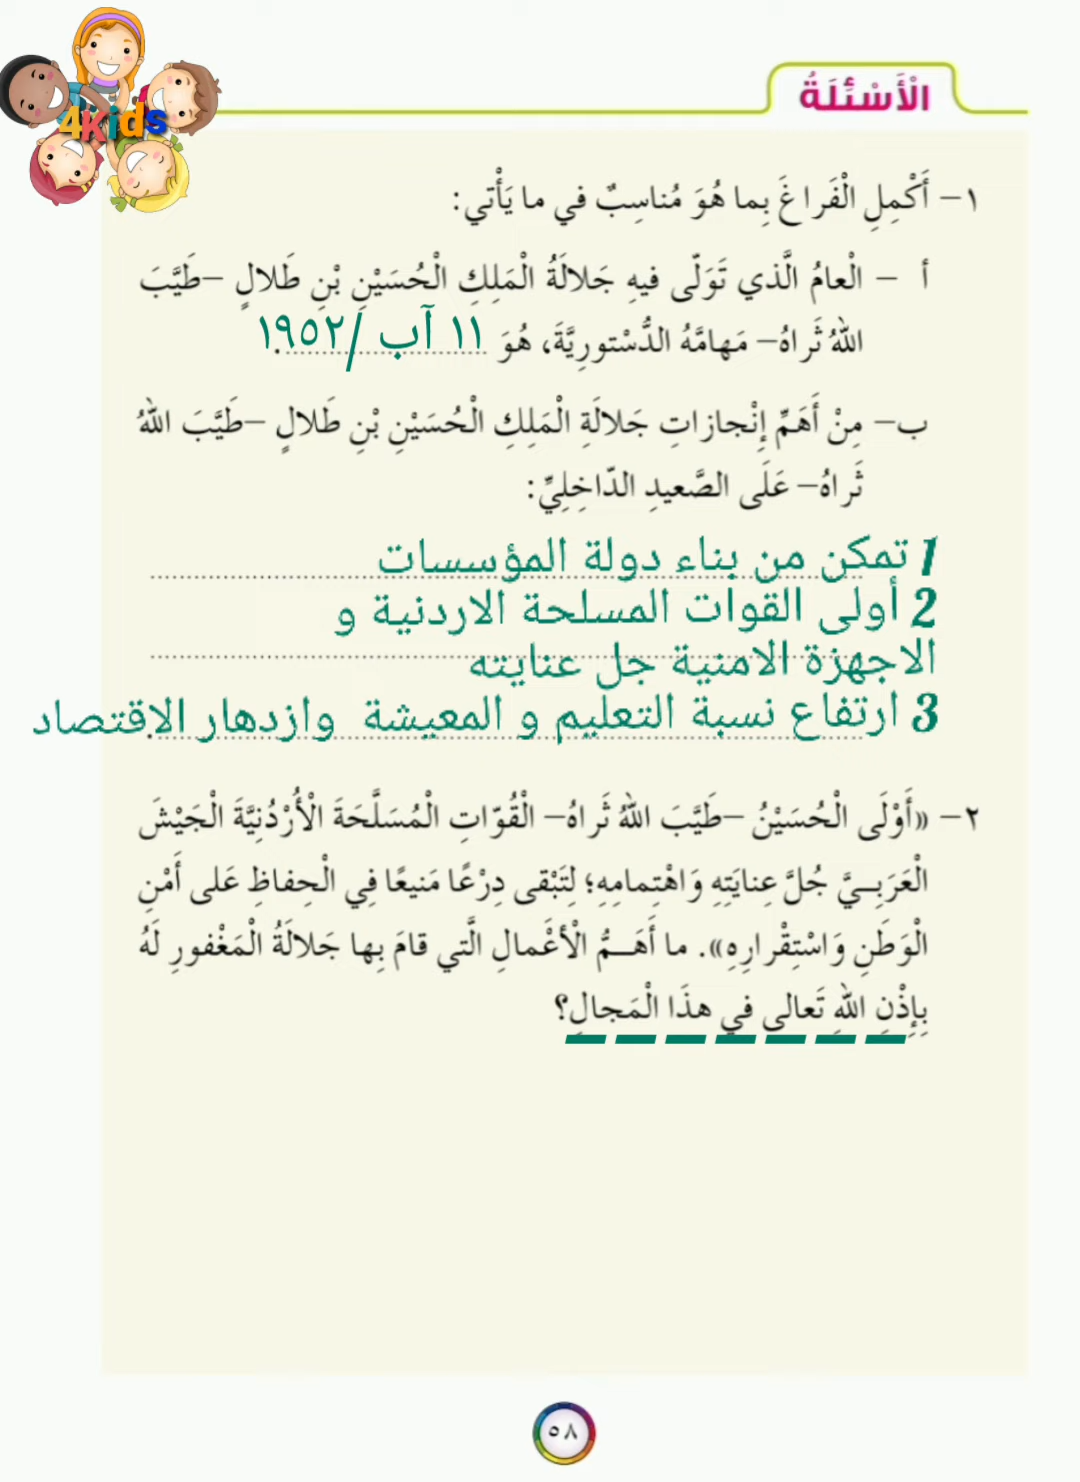 4kids
الْأَسْئِلَةُ
١- أَكْمِلِ الْفَراغَ بِما هُوَ مُناسِبٌ في ما يَأْتي:
أ - الْعامُ الَّذي تَوَلّى فيهِ جَلالَةُ الْمَلِكِ الْحُسَيْنِ بْنِ طَلالٍ -طَيَّبَ
اللهُ ثَراهُ- مَهامَّهُ الدُّسْتورِيَّةَ، هُوَ ١١ آب /١٩٥٢.
ب- مِنْ أَهَمِّ إِنْجازاتِ جَلالَةِ الْمَلِكِ الْحُسَيْنِ بْنِ طَلالٍ -طَيَّبَ اللهُ
ثَراهُ- عَلَى الصَّعيدِ الدّاخِلِيِّ:
1 تمكن من بناء دولة المؤسسات
2 أولى القوات المسلحة الاردنية و
الاجهزة الامنية جل عنايته
3 ارتفاع نسبة التعليم و المعيشة وازدهار الاقتصاد.
٢- «أَوْلَى الْحُسَيْنُ -طَيَّبَ اللهُ ثَراهُ- الْقُوّاتِ الْمُسَلَّحَةَ الْأُرْدُنِيَّةَ الْجَيْشَ
الْعَرَبِيَّ جُلَّ عِنايَتِهِ وَاهْتِمامِهِ؛ لِتَبْقى دِرْعًا مَنيعًا فِي الْحِفاظِ عَلى أَمْنِ
الْوَطَنِ وَاسْتِقْرارِهِ». ما أَهَمُّ الْأَعْمالِ الَّتي قامَ بِها جَلالَةُ الْمَغْفورِ لَهُ
بِإِذْنِ اللهِ تَعالى في هذَا الْمَجالِ؟
٥٨